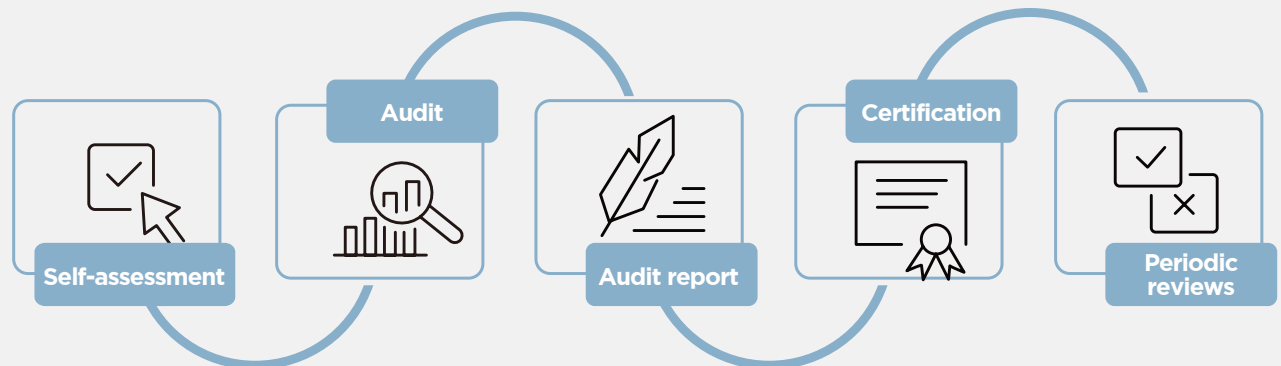 Self-assessment
Audit
Audit report
Certification
Periodic
reviews